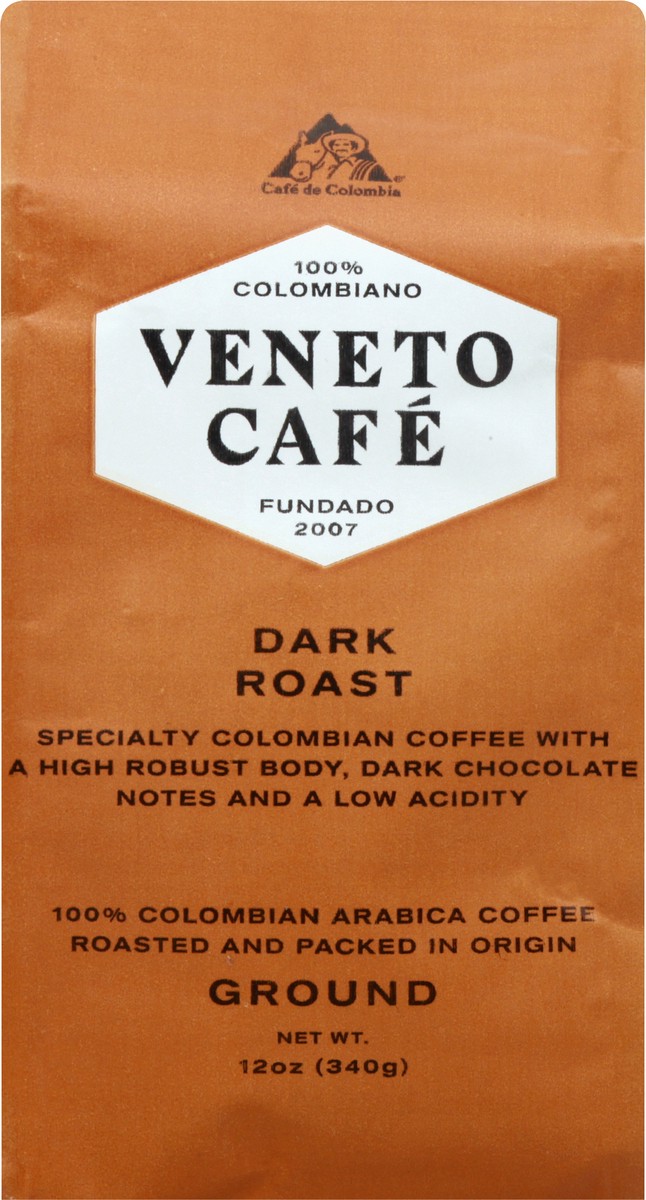 Café de Colombia
100%
COLOMBIANO
VENETO
CAFÉ
FUNDADO
2007
DARK
ROAST
SPECIALTY COLOMBIAN COFFEE WITH
A HIGH ROBUST BODY, DARK CHOCOLATE
NOTES AND A LOW ACIDITY
100% COLOMBIAN ARABICA COFFEE
ROASTED AND PACKED IN ORIGIN
GROUND
NET WT.
12oz (340g)